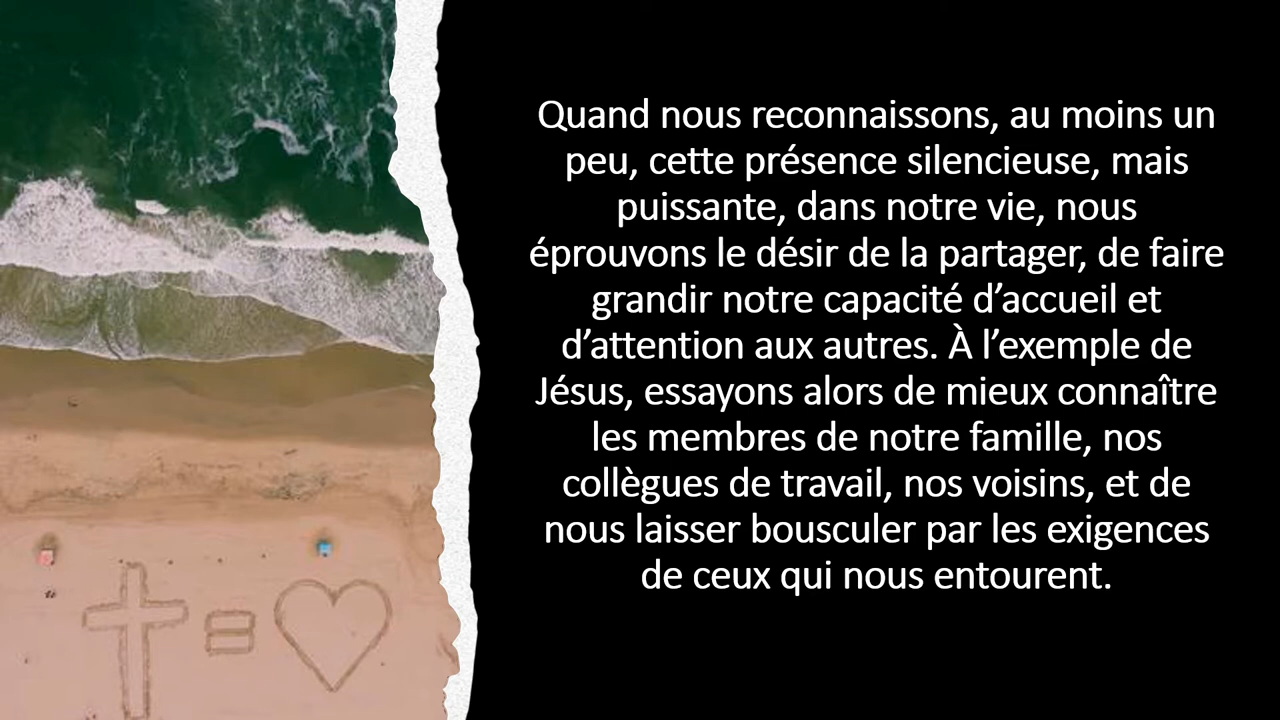 Quand nous reconnaissons, au moins un
peu, cette présence silencieuse, mais
puissante, dans notre vie, nous
éprouvons le désir de la partager, de faire
grandir notre capacité d’accueil et
d’attention aux autres. À l’exemple de
Jésus, essayons alors de mieux connaître
les membres de notre famille, nos
collègues de travail, nos voisins, et de
nous laisser bousculer par les exigences
de ceux qui nous entourent.